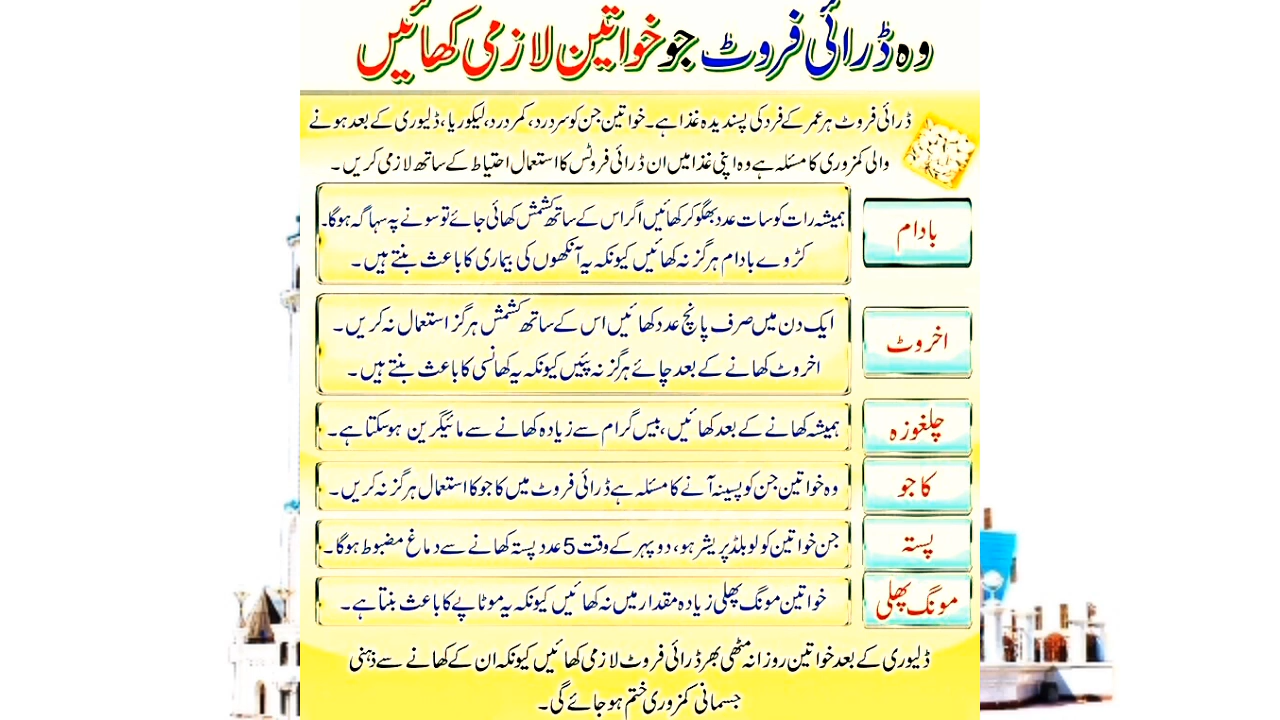 وہ ڈرائی فروٹ جو خواتین لازمی کھائیں
ڈرائی فروٹ ہر عمر کے فرد کی پسندیدہ غذا ہے۔ خواتین جن کو سر درد، کمر درد، لیکوریا، ڈلیوری کے بعد ہونے
والی کمزوری کا مسئلہ ہے وہ اپنی غذا میں ان ڈرائی فروٹس کا استعمال احتیاط کے ساتھ لازمی کریں۔
بادام
ہمیشہ رات کو سات عدد بھگو کر کھائیں اگر اس کے ساتھ کشمش کھائی جائے تو سونے پہ سہاگہ ہوگا۔
کڑوے بادام ہرگز نہ کھائیں کیونکہ یہ آنکھوں کی بیماری کا باعث بنتے ہیں۔
اخروٹ
ایک دن میں صرف پانچ عدد کھائیں اس کے ساتھ کشمش ہرگز استعمال نہ کریں۔
اخروٹ کھانے کے بعد چائے ہرگز نہ پئیں کیونکہ یہ کھانسی کا باعث بنتے ہیں۔
چلغوزہ
ہمیشہ کھانے کے بعد کھائیں، بیس گرام سے زیادہ کھانے سے مائیگرین ہوسکتا ہے۔
کاجو
وہ خواتین جن کو پسینہ آنے کا مسئلہ ہے ڈرائی فروٹ میں کاجو کا استعمال ہرگز نہ کریں۔
پستہ
جن خواتین کو لو بلڈ پریشر ہو، دوپہر کے وقت 5 عدد پستہ کھانے سے دماغ مضبوط ہوگا۔
مونگ پھلی
خواتین مونگ پھلی زیادہ مقدار میں نہ کھائیں کیونکہ یہ موٹاپے کا باعث بنتا ہے۔
ڈلیوری کے بعد خواتین روزانہ مٹھی بھر ڈرائی فروٹ لازمی کھائیں کیونکہ ان کے کھانے سے ذہنی
جسمانی کمزوری ختم ہو جائے گی۔